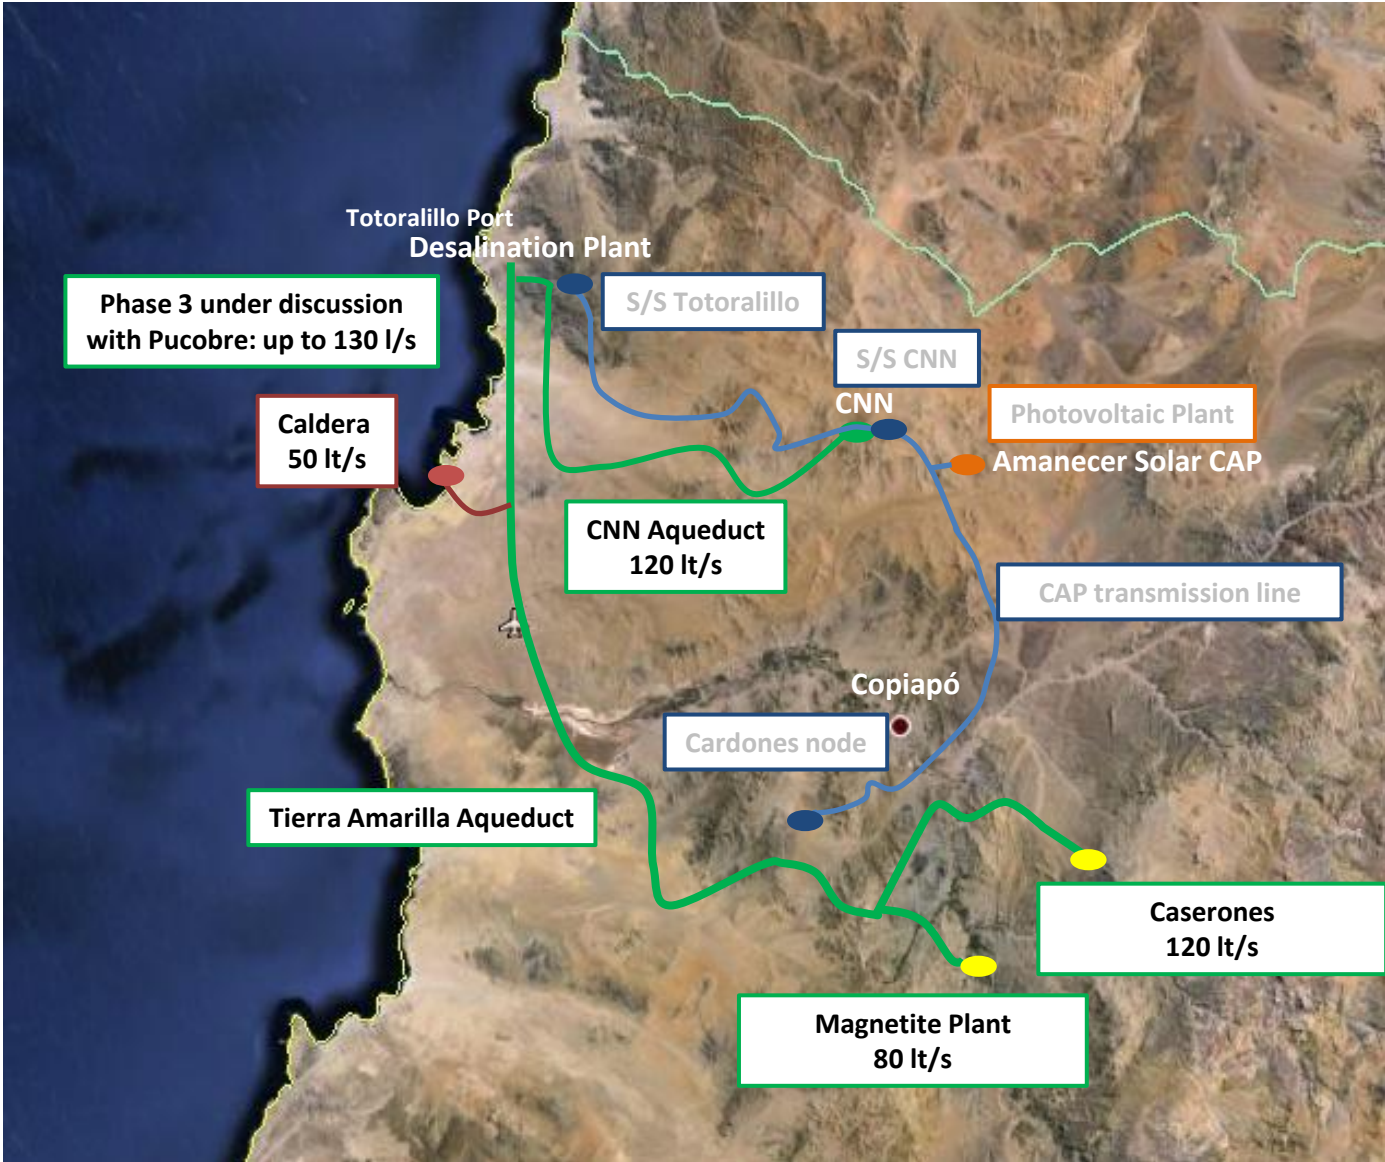 Totoralillo Port
Desalination Plant
Phase 3 under discussion
with Pucobre: up to 130 l/s
S/S Totoralillo
S/S CNN
CNN
Caldera
50 lt/s
Photovoltaic Plant
Amanecer Solar CAP
CNN Aqueduct
120 lt/s
CAP transmission line
Copiapó
Cardones node
Tierra Amarilla Aqueduct
Caserones
120 lt/s
Magnetite Plant
80 lt/s